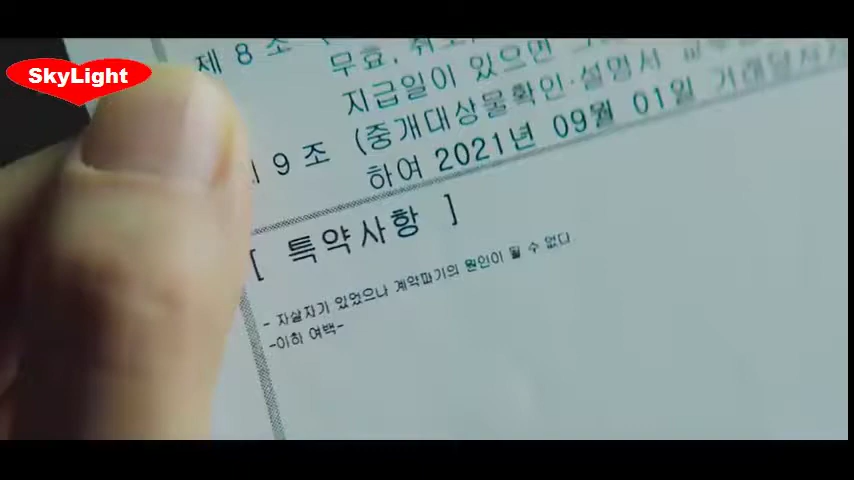 SkyLight
제 8 조
무효,
지급일이 있으면
제 9 조 (중개대상물확인·설명서
하여 2021년 09월 01일
[ 특약사항 ]
- 자살자가 있었으나 계약파기의 원인이 될 수 없다
-이하 여백-